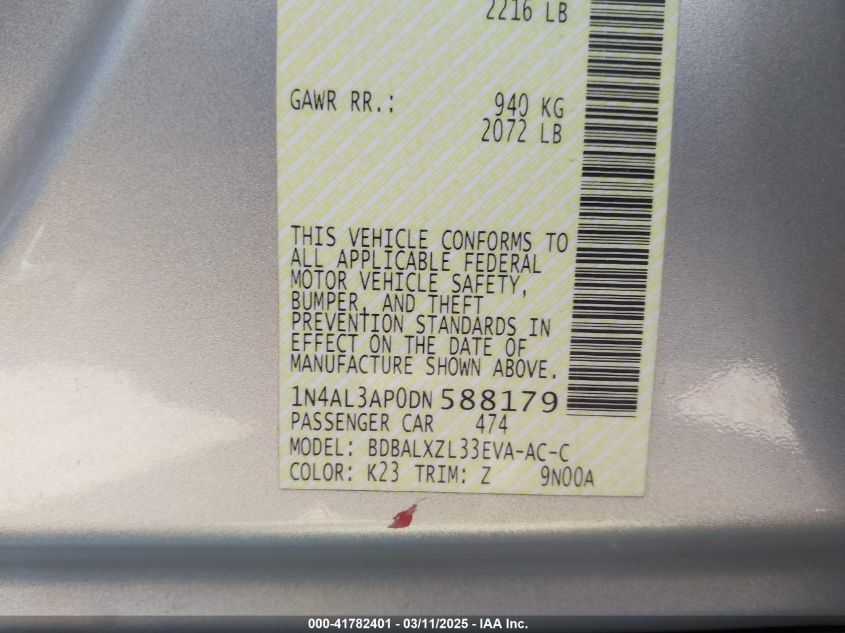 2216 LB
GAWR RR.: 940 KG
2072 LB
THIS VEHICLE CONFORMS TO
ALL APPLICABLE FEDERAL
MOTOR VEHICLE SAFETY,
BUMPER, AND THEFT
PREVENTION STANDARDS IN
EFFECT ON THE DATE OF
MANUFACTURE SHOWN ABOVE.
1N4AL3AP0DN 588179
PASSENGER CAR 474
MODEL: BDBALXZL33EVA-AC-C
COLOR: K23 TRIM: Z 9N00A
000-41782401 - 03/11/2025 - IAA Inc.